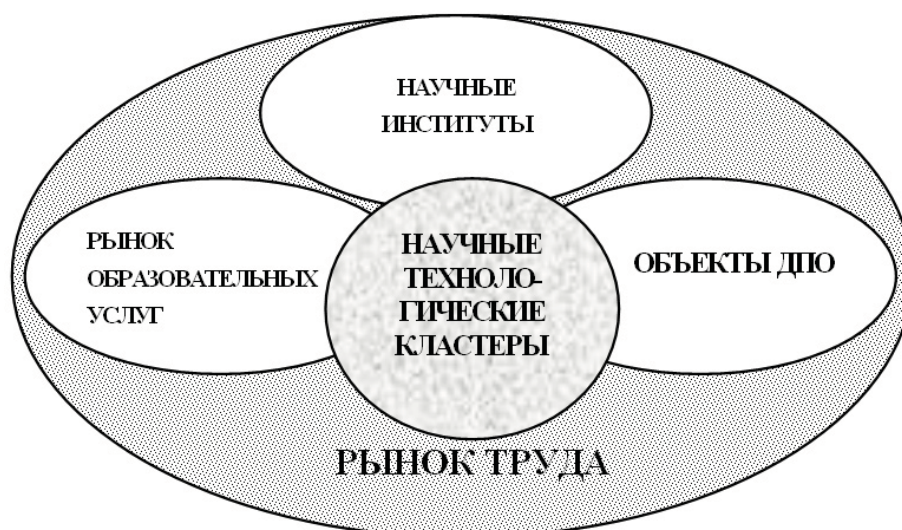 НАУЧНЫЕ
ИНСТИТУТЫ
РЫНОК
ОБРАЗОВАТЕЛЬНЫХ
УСЛУГ
НАУЧНЫЕ
ТЕХНОЛО-
ГИЧЕСКИЕ
КЛАСТЕРЫ
ОБЪЕКТЫ ДПО
РЫНОК ТРУДА